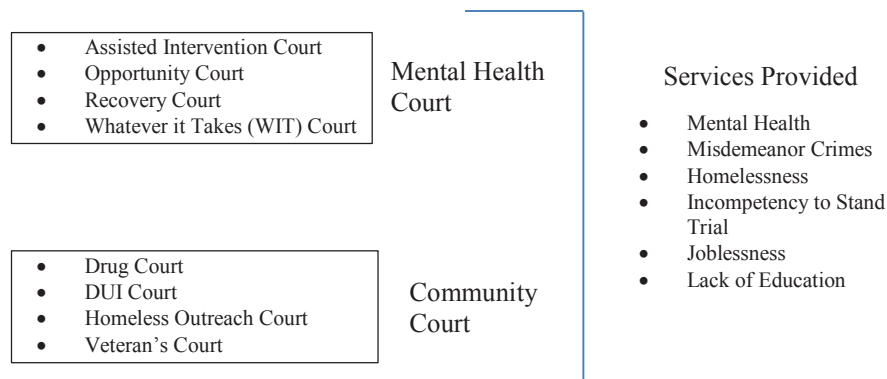 • Assisted Intervention Court
• Opportunity Court
• Recovery Court
• Whatever it Takes (WIT) Court
Mental Health
Court
• Drug Court
• DUI Court
• Homeless Outreach Court
• Veteran’s Court
Community
Court
Services Provided
• Mental Health
• Misdemeanor Crimes
• Homelessness
• Incompetency to Stand
Trial
• Joblessness
• Lack of Education